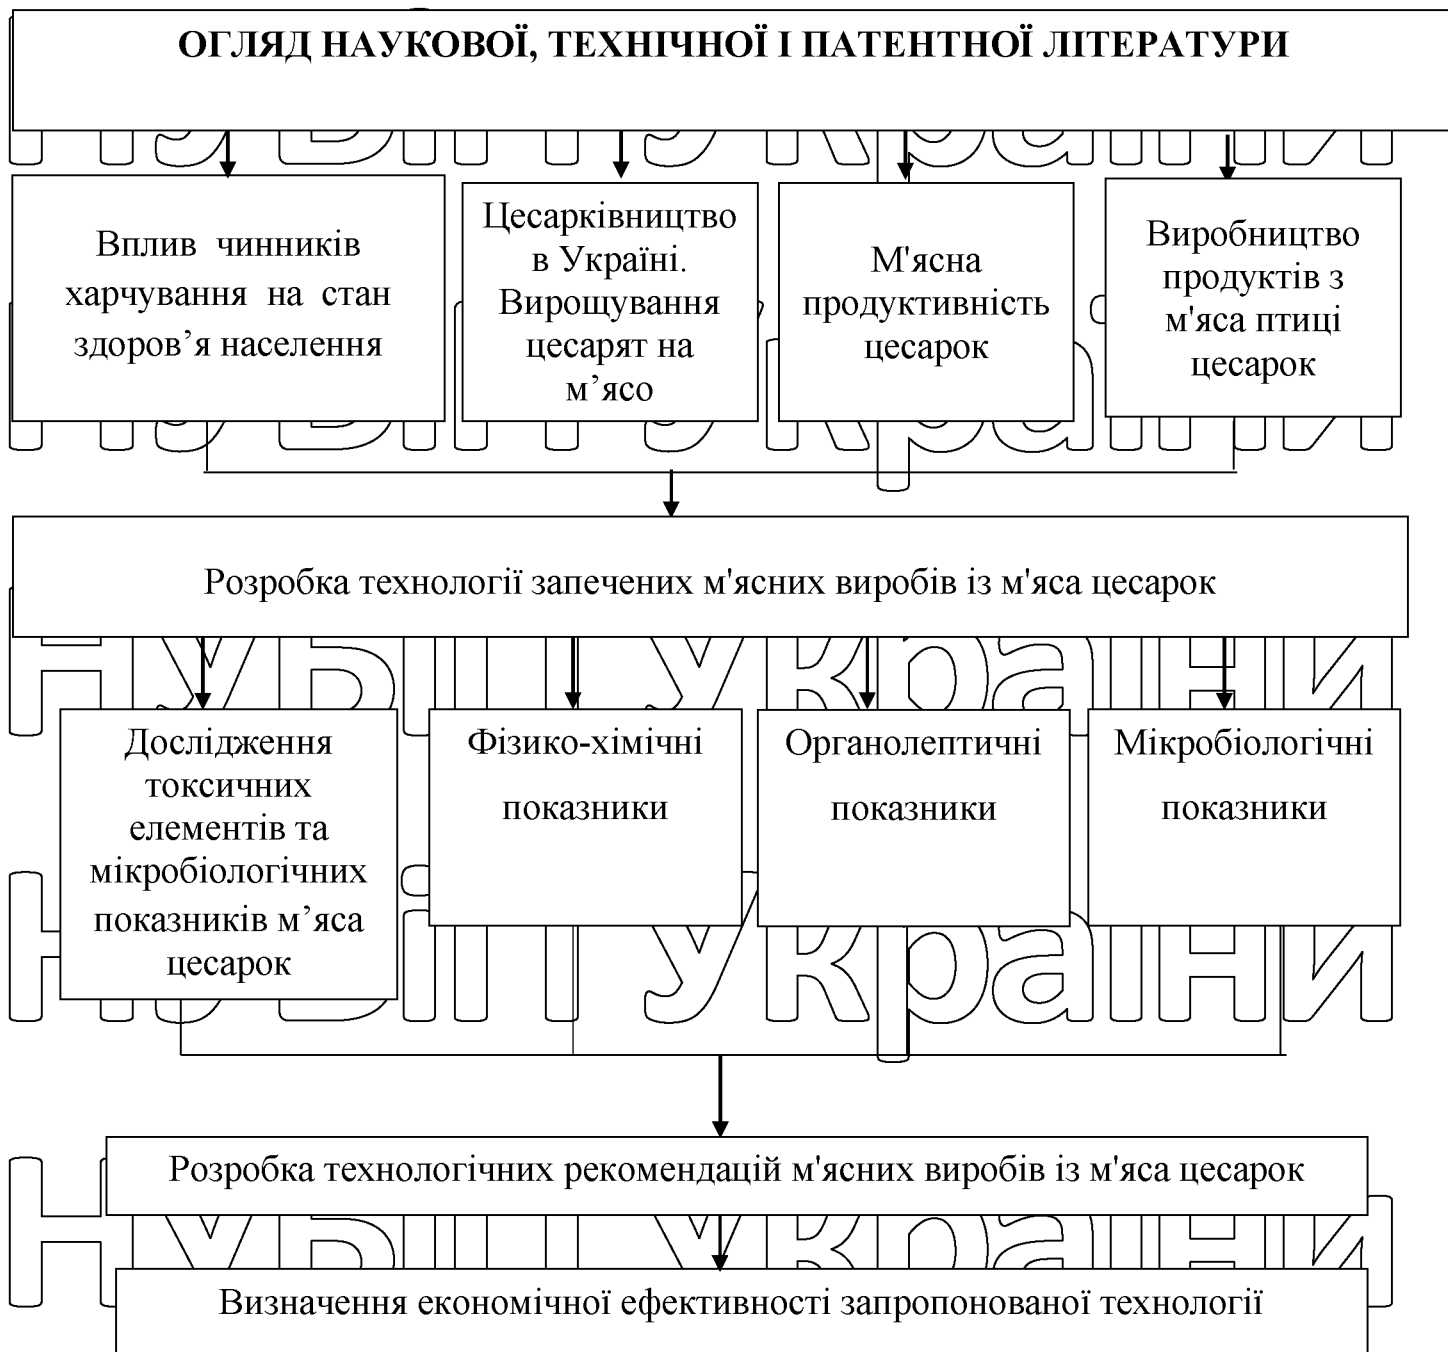 ОГЛЯД НАУКОВОЇ, ТЕХНІЧНОЇ І ПАТЕНТНОЇ ЛІТЕРАТУРИ
Вплив чинників
харчування на стан
здоров’я населення
Цесарківництво
в Україні.
Вирощування
цесарят на
м’ясо
М'ясна
продуктивність
цесарок
Виробництво
продуктів з
м'яса птиці
цесарок
Розробка технології запечених м'ясних виробів із м'яса цесарок
Дослідження
токсичних
елементів та
мікробіологічних
показників м’яса
цесарок
Фізико-хімічні
показники
Органолептичні
показники
Мікробіологічні
показники
Розробка технологічних рекомендацій м'ясних виробів із м'яса цесарок
Визначення економічної ефективності запропонованої технології